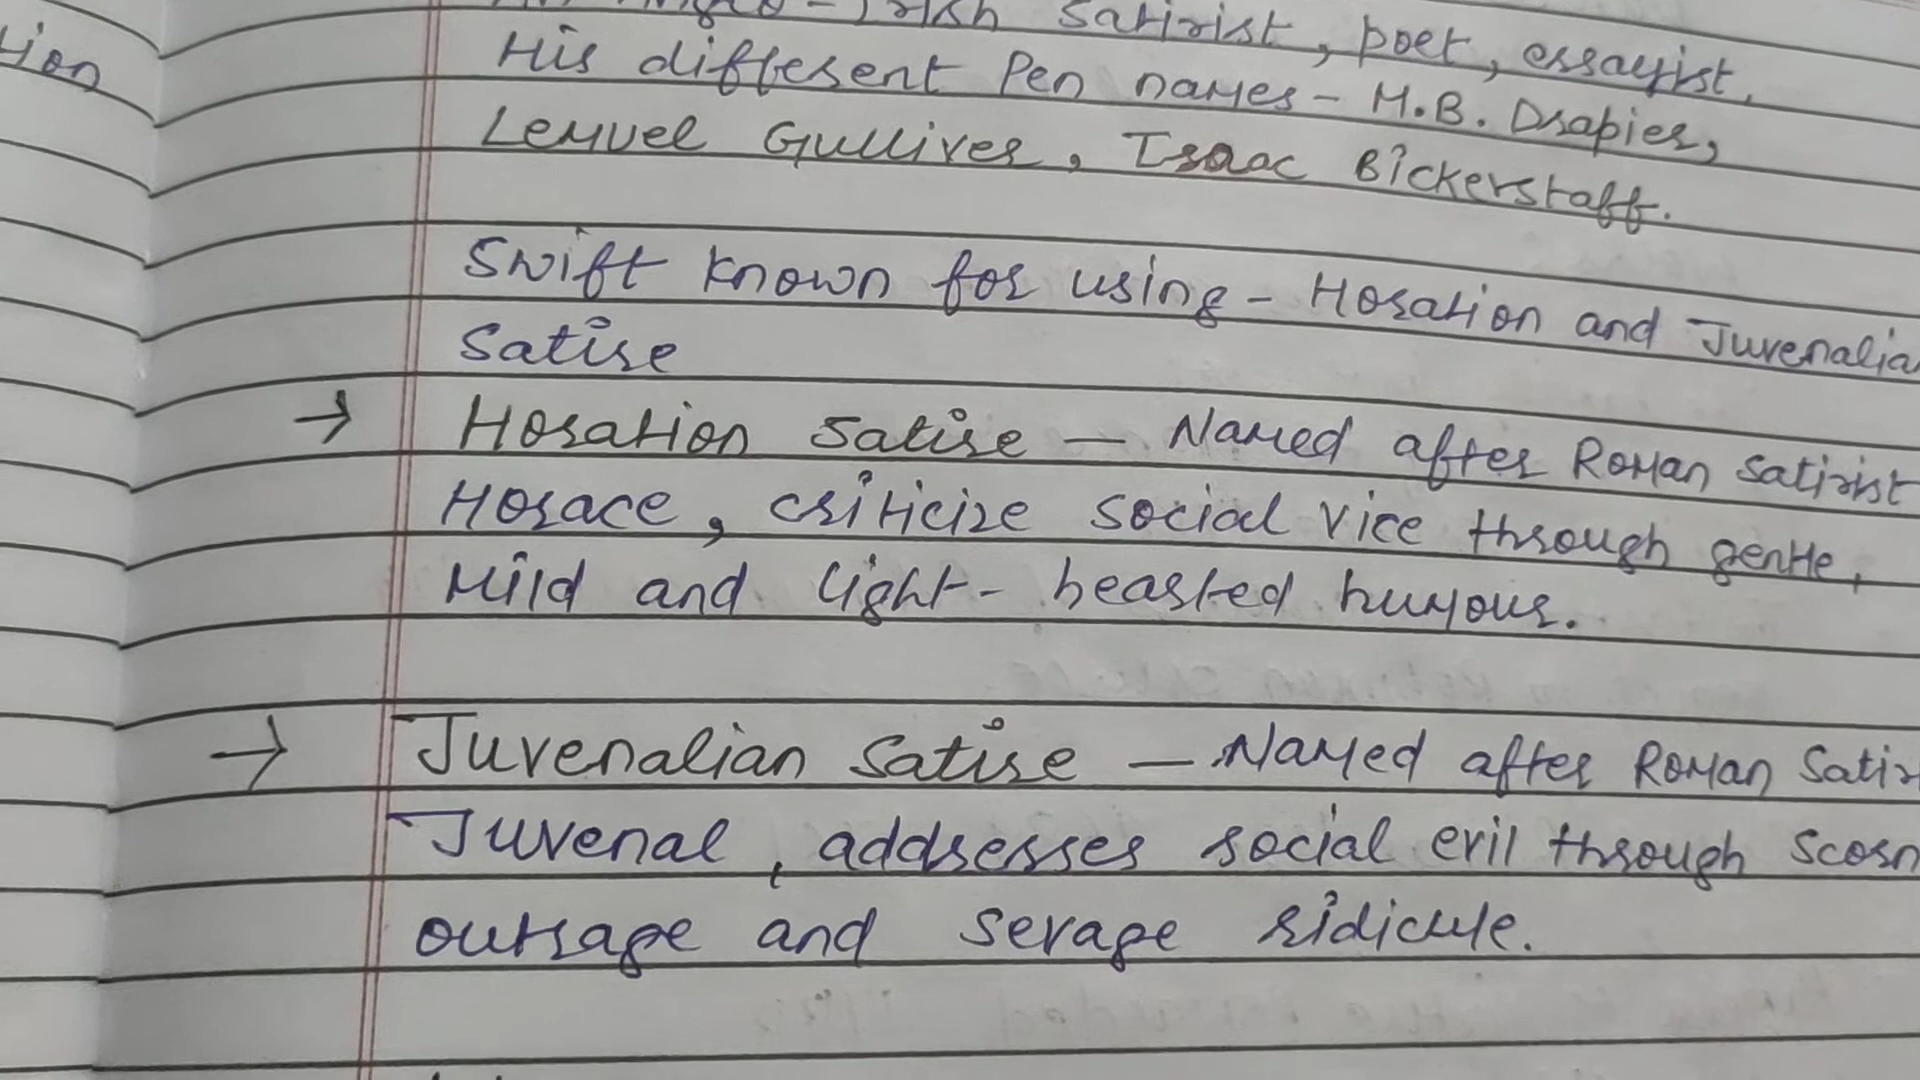 tion
Irish satirist, poet, essayist.
His different Pen names - M.B. Drapier,
Lemuel Gulliver, Isaac Bickerstaff.
Swift known for using - Horation and Juvenalia
Satire
→ Horation Satire — Named after Roman Satirist
Horace, criticize social vice through gentle,
mild and light- hearted humour.
→ Juvenalian Satire — Named after Roman Satir
Juvenal, addresses social evil through scorn
outrage and sevage ridicule.